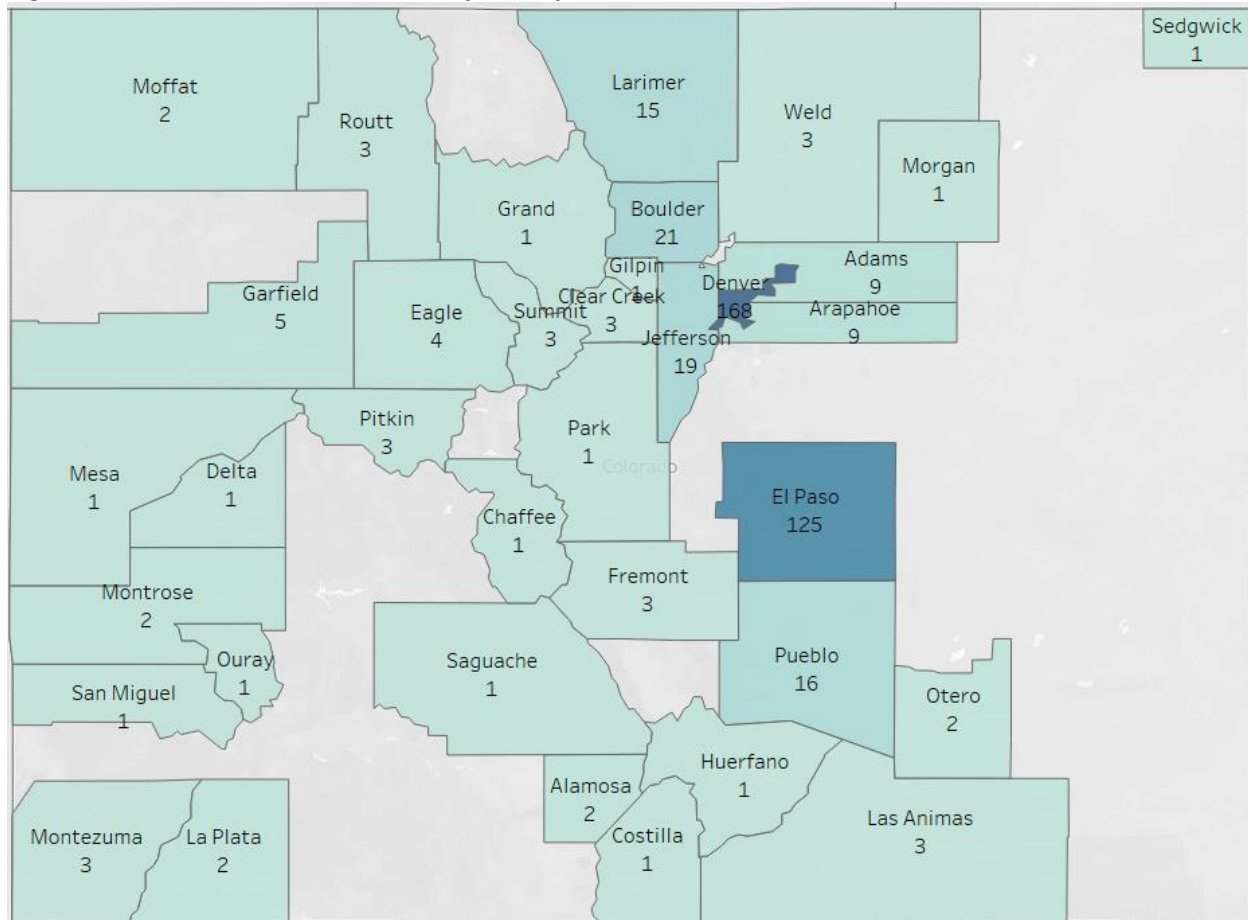 Sedgwick
1
Moffat
2
Routt
3
Larimer
15
Weld
3
Morgan
1
Grand
1
Boulder
21
Gilpin
1
Adams
9
Denver
168
Clear Creek
3
Garfield
5
Eagle
4
Summit
3
Arapahoe
9
Jefferson
19
Pitkin
3
Park
1
Colorado
Mesa
1
Delta
1
El Paso
125
Chaffee
1
Fremont
3
Montrose
2
Ouray
1
Saguache
1
Pueblo
16
San Miguel
1
Otero
2
Huerfano
1
Alamosa
2
Las Animas
3
Montezuma
3
La Plata
2
Costilla
1